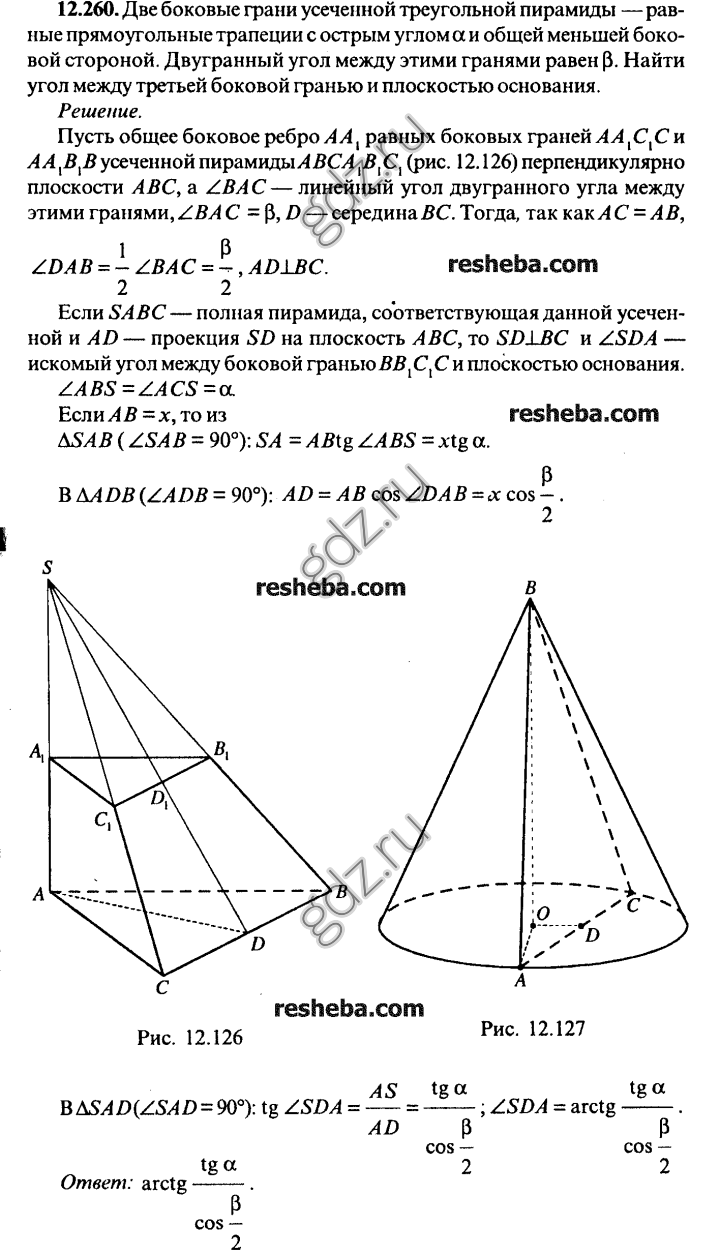 12.260. Две боковые грани усеченной треугольной пирамиды — рав-
ные прямоугольные трапеции с острым углом α и общей меньшей боко-
вой стороной. Двугранный угол между этими гранями равен β. Найти
угол между третьей боковой гранью и плоскостью основания.
Решение.
Пусть общее боковое ребро AA₁ равных боковых граней AA₁C₁C и
AA₁B₁B усеченной пирамиды ABCA₁B₁C₁ (рис. 12.126) перпендикулярно
плоскости ABC, а ∠BAC — линейный угол двугранного угла между
этими гранями, ∠BAC = β, D — середина BC. Тогда, так как AC = AB,
∠DAB = 1/2 ∠BAC = β/2, AD⊥BC.
resheba.com
Если SABC — полная пирамида, соответствующая данной усечен-
ной и AD — проекция SD на плоскость ABC, то SD⊥BC и ∠SDA —
искомый угол между боковой гранью BB₁C₁C и плоскостью основания.
∠ABS = ∠ACS = α.
Если AB = x, то из
resheba.com
ΔSAB (∠SAB = 90°): SA = ABtg ∠ABS = xtg α.
В ΔADB (∠ADB = 90°): AD = AB cos ∠DAB = x cos β/2.
gdz.ru
gdz.ru
gdz.ru
resheba.com
S
A₁
B₁
D₁
C₁
A
B
D
C
Рис. 12.126
B
O
C
D
A
Рис. 12.127
resheba.com
В ΔSAD (∠SAD = 90°): tg ∠SDA = AS/AD = tg α/cos β/2; ∠SDA = arctg tg α/cos β/2.
Ответ: arctg tg α/cos β/2.